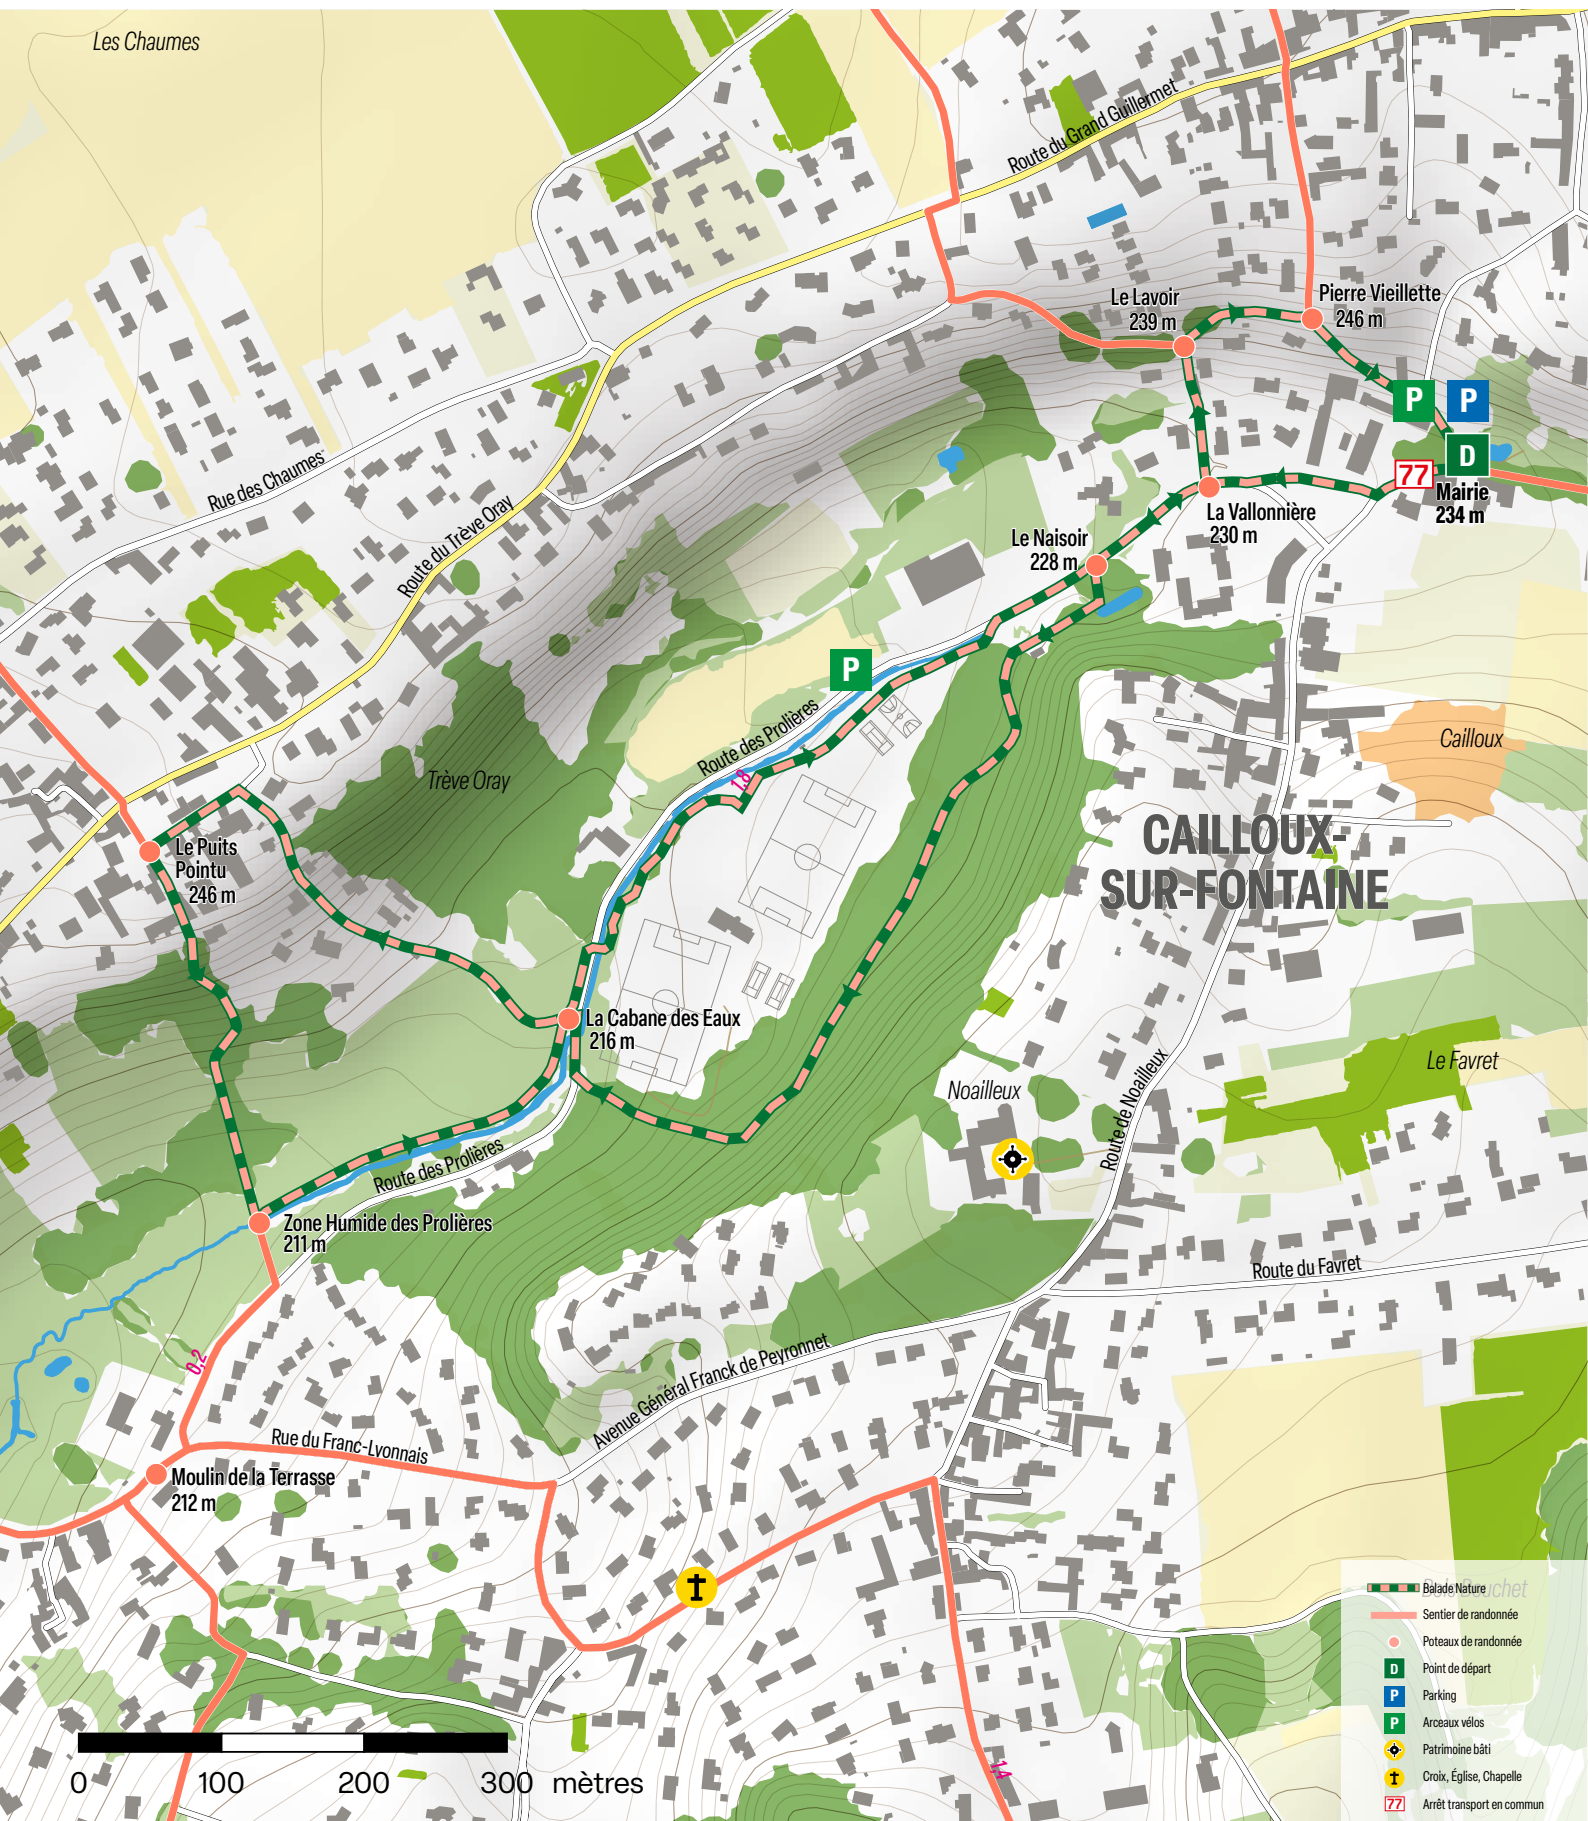 Les Chaumes
Route du Grand Guillermet
Le Lavoir
239 m
Pierre Vieillette
246 m
P
P
D
77
Mairie
234 m
La Vallonnière
230 m
Le Naisoir
228 m
Rue des Chaumes
Route du Trève Oray
P
Route des Prolières
1,8
Trève Oray
Cailloux
CAILLOUX-
SUR-FONTAINE
Le Puits
Pointu
246 m
La Cabane des Eaux
216 m
Noailleux
Route de Noailleux
Le Favret
Route des Prolières
Zone Humide des Prolières
211 m
Route du Favret
0,2
Avenue Général Franck de Peyronnet
Rue du Franc-Lyonnais
Moulin de la Terrasse
212 m
1,4
Balade Nature
Sentier de randonnée
Poteaux de randonnée
D Point de départ
P Parking
P Arceaux vélos
Patrimoine bâti
Croix, Église, Chapelle
77 Arrêt transport en commun
0 100 200 300 mètres